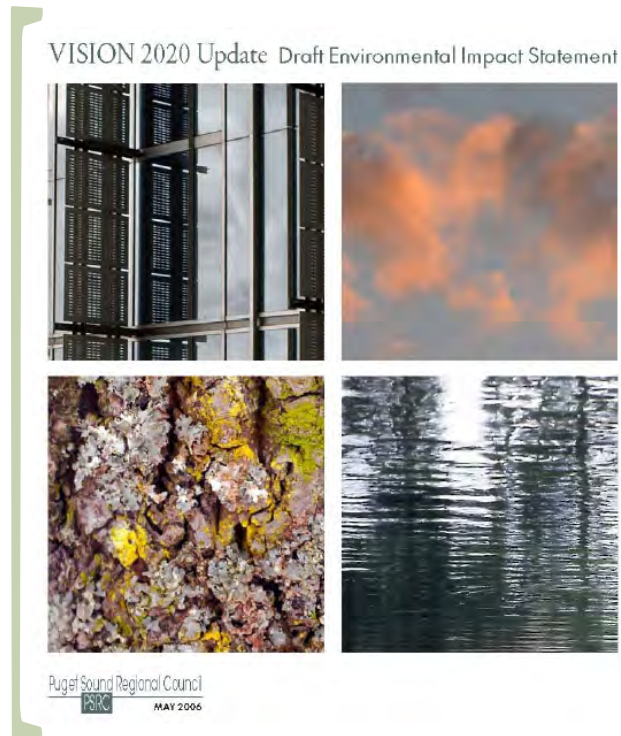 VISION 2020 Update Draft Environmental Impact Statement
Puget Sound Regional Council
PSRC
MAY 2006